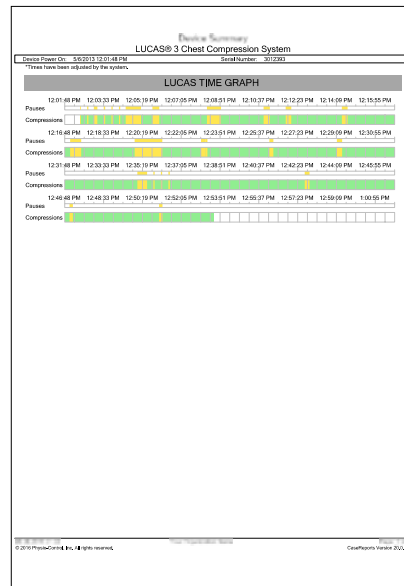 Device Summary
LUCAS® 3 Chest Compression System
Device Power On: 5/6/2013 12:01:48 PM Serial Number: 3012393
*Times have been adjusted by the system.
LUCAS TIME GRAPH
12:01:48 PM 12:03:33 PM 12:05:19 PM 12:07:05 PM 12:08:51 PM 12:10:37 PM 12:12:23 PM 12:14:09 PM 12:15:55 PM
Pauses
Compressions
12:16:48 PM 12:18:33 PM 12:20:19 PM 12:22:05 PM 12:23:51 PM 12:25:37 PM 12:27:23 PM 12:29:09 PM 12:30:55 PM
Pauses
Compressions
12:31:48 PM 12:33:33 PM 12:35:19 PM 12:37:05 PM 12:38:51 PM 12:40:37 PM 12:42:23 PM 12:44:09 PM 12:45:55 PM
Pauses
Compressions
12:46:48 PM 12:48:33 PM 12:50:19 PM 12:52:05 PM 12:53:51 PM 12:55:37 PM 12:57:23 PM 12:59:09 PM 1:00:55 PM
Pauses
Compressions
© 2016 Physio-Control, Inc. All rights reserved. CaseReports Version 20.0